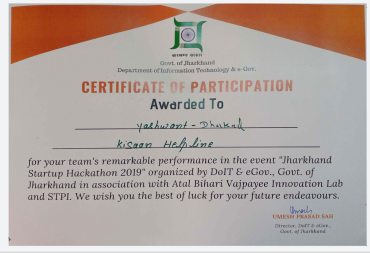 Govt. of Jharkhand
Department of Information Technology & e-Gov.
CERTIFICATE OF PARTICIPATION
Awarded To
Yashwant - Dhakad
Kisaan Helpline
for your team's remarkable performance in the event "Jharkhand
Startup Hackathon 2019" organized by DoIT & eGov., Govt. of
Jharkhand in association with Atal Bihari Vajpayee Innovation Lab
and STPI. We wish you the best of luck for your future endeavours.
UMESH PRASAD SAH
Director, DoIT & eGov.,
Govt. of Jharkhand